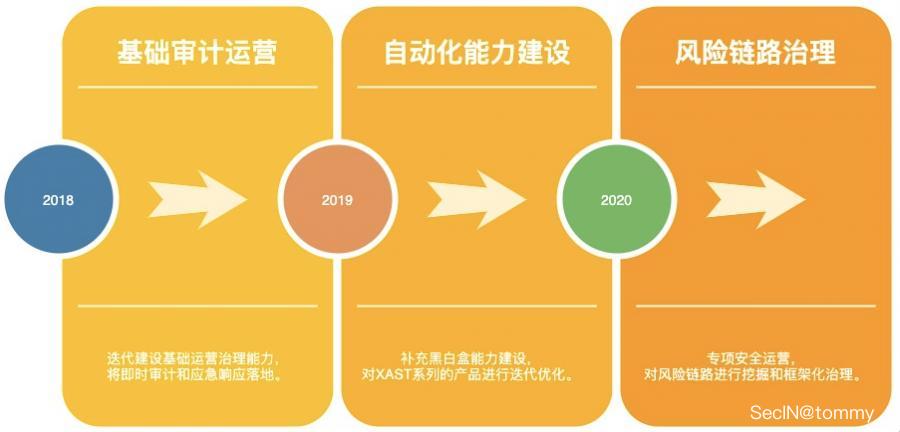 基础审计运营
自动化能力建设
风险链路治理
2018
2019
2020
迭代建设基础运营治理能力，
将即时审计和应急响应落地。
补充黑白盒能力建设，
对XAST系列的产品进行迭代优化。
专项安全运营，
对风险链路进行挖掘和框架化治理。
SecIN@tommy